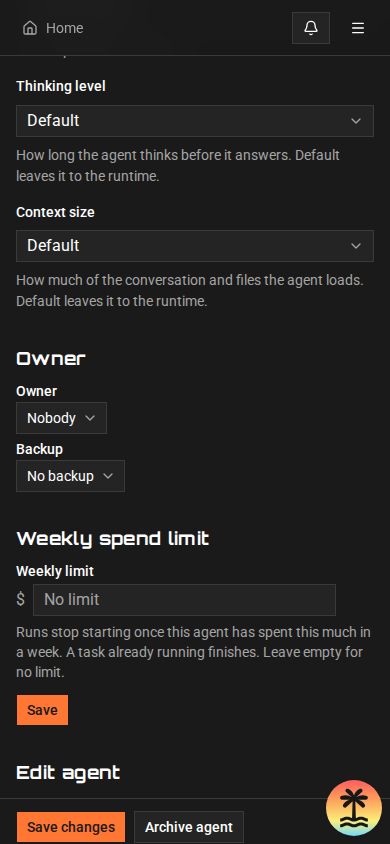 Home
Thinking level
Default
How long the agent thinks before it answers. Default
leaves it to the runtime.
Context size
Default
How much of the conversation and files the agent loads.
Default leaves it to the runtime.
Owner
Owner
Nobody
Backup
No backup
Weekly spend limit
Weekly limit
$ No limit
Runs stop starting once this agent has spent this much in
a week. A task already running finishes. Leave empty for
no limit.
Save
Edit agent
Save changes Archive agent